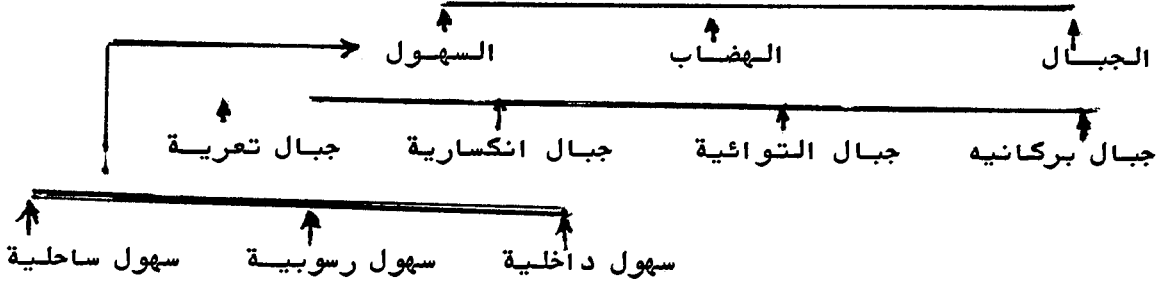 الجبال الهضاب السهول
جبال بركانيه جبال التوائية جبال انكسارية جبال تعرية
سهول داخلية سهول رسوبية سهول ساحلية